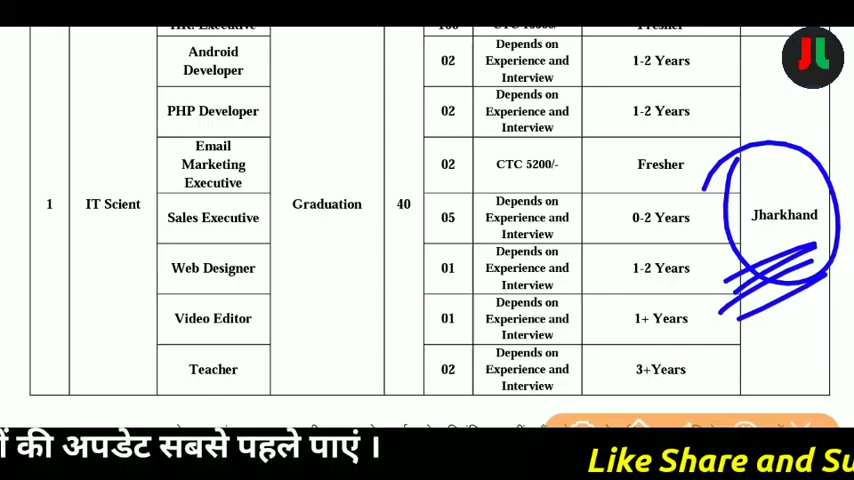 Android
Developer
02
Depends on
Experience and
Interview
1-2 Years
PHP Developer
02
Depends on
Experience and
Interview
1-2 Years
Email
Marketing
Executive
02
CTC 5200/-
Fresher
1
IT Scient
Graduation
40
Sales Executive
05
Depends on
Experience and
Interview
0-2 Years
Jharkhand
Web Designer
01
Depends on
Experience and
Interview
1-2 Years
Video Editor
01
Depends on
Experience and
Interview
1+ Years
Teacher
02
Depends on
Experience and
Interview
3+Years
की अपडेट सबसे पहले पाएं ।
Like Share and Su